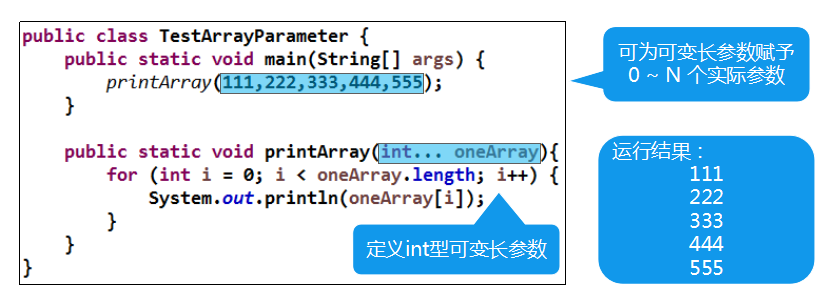 public class TestArrayParameter {
public static void main(String[] args) {
printArray(111,222,333,444,555);
}
public static void printArray(int... oneArray){
for (int i = 0; i < oneArray.length; i++) {
System.out.println(oneArray[i]);
}
}
}
可为可变长参数赋予
0 ~ N 个实际参数
定义int型可变长参数
运行结果：
111
222
333
444
555